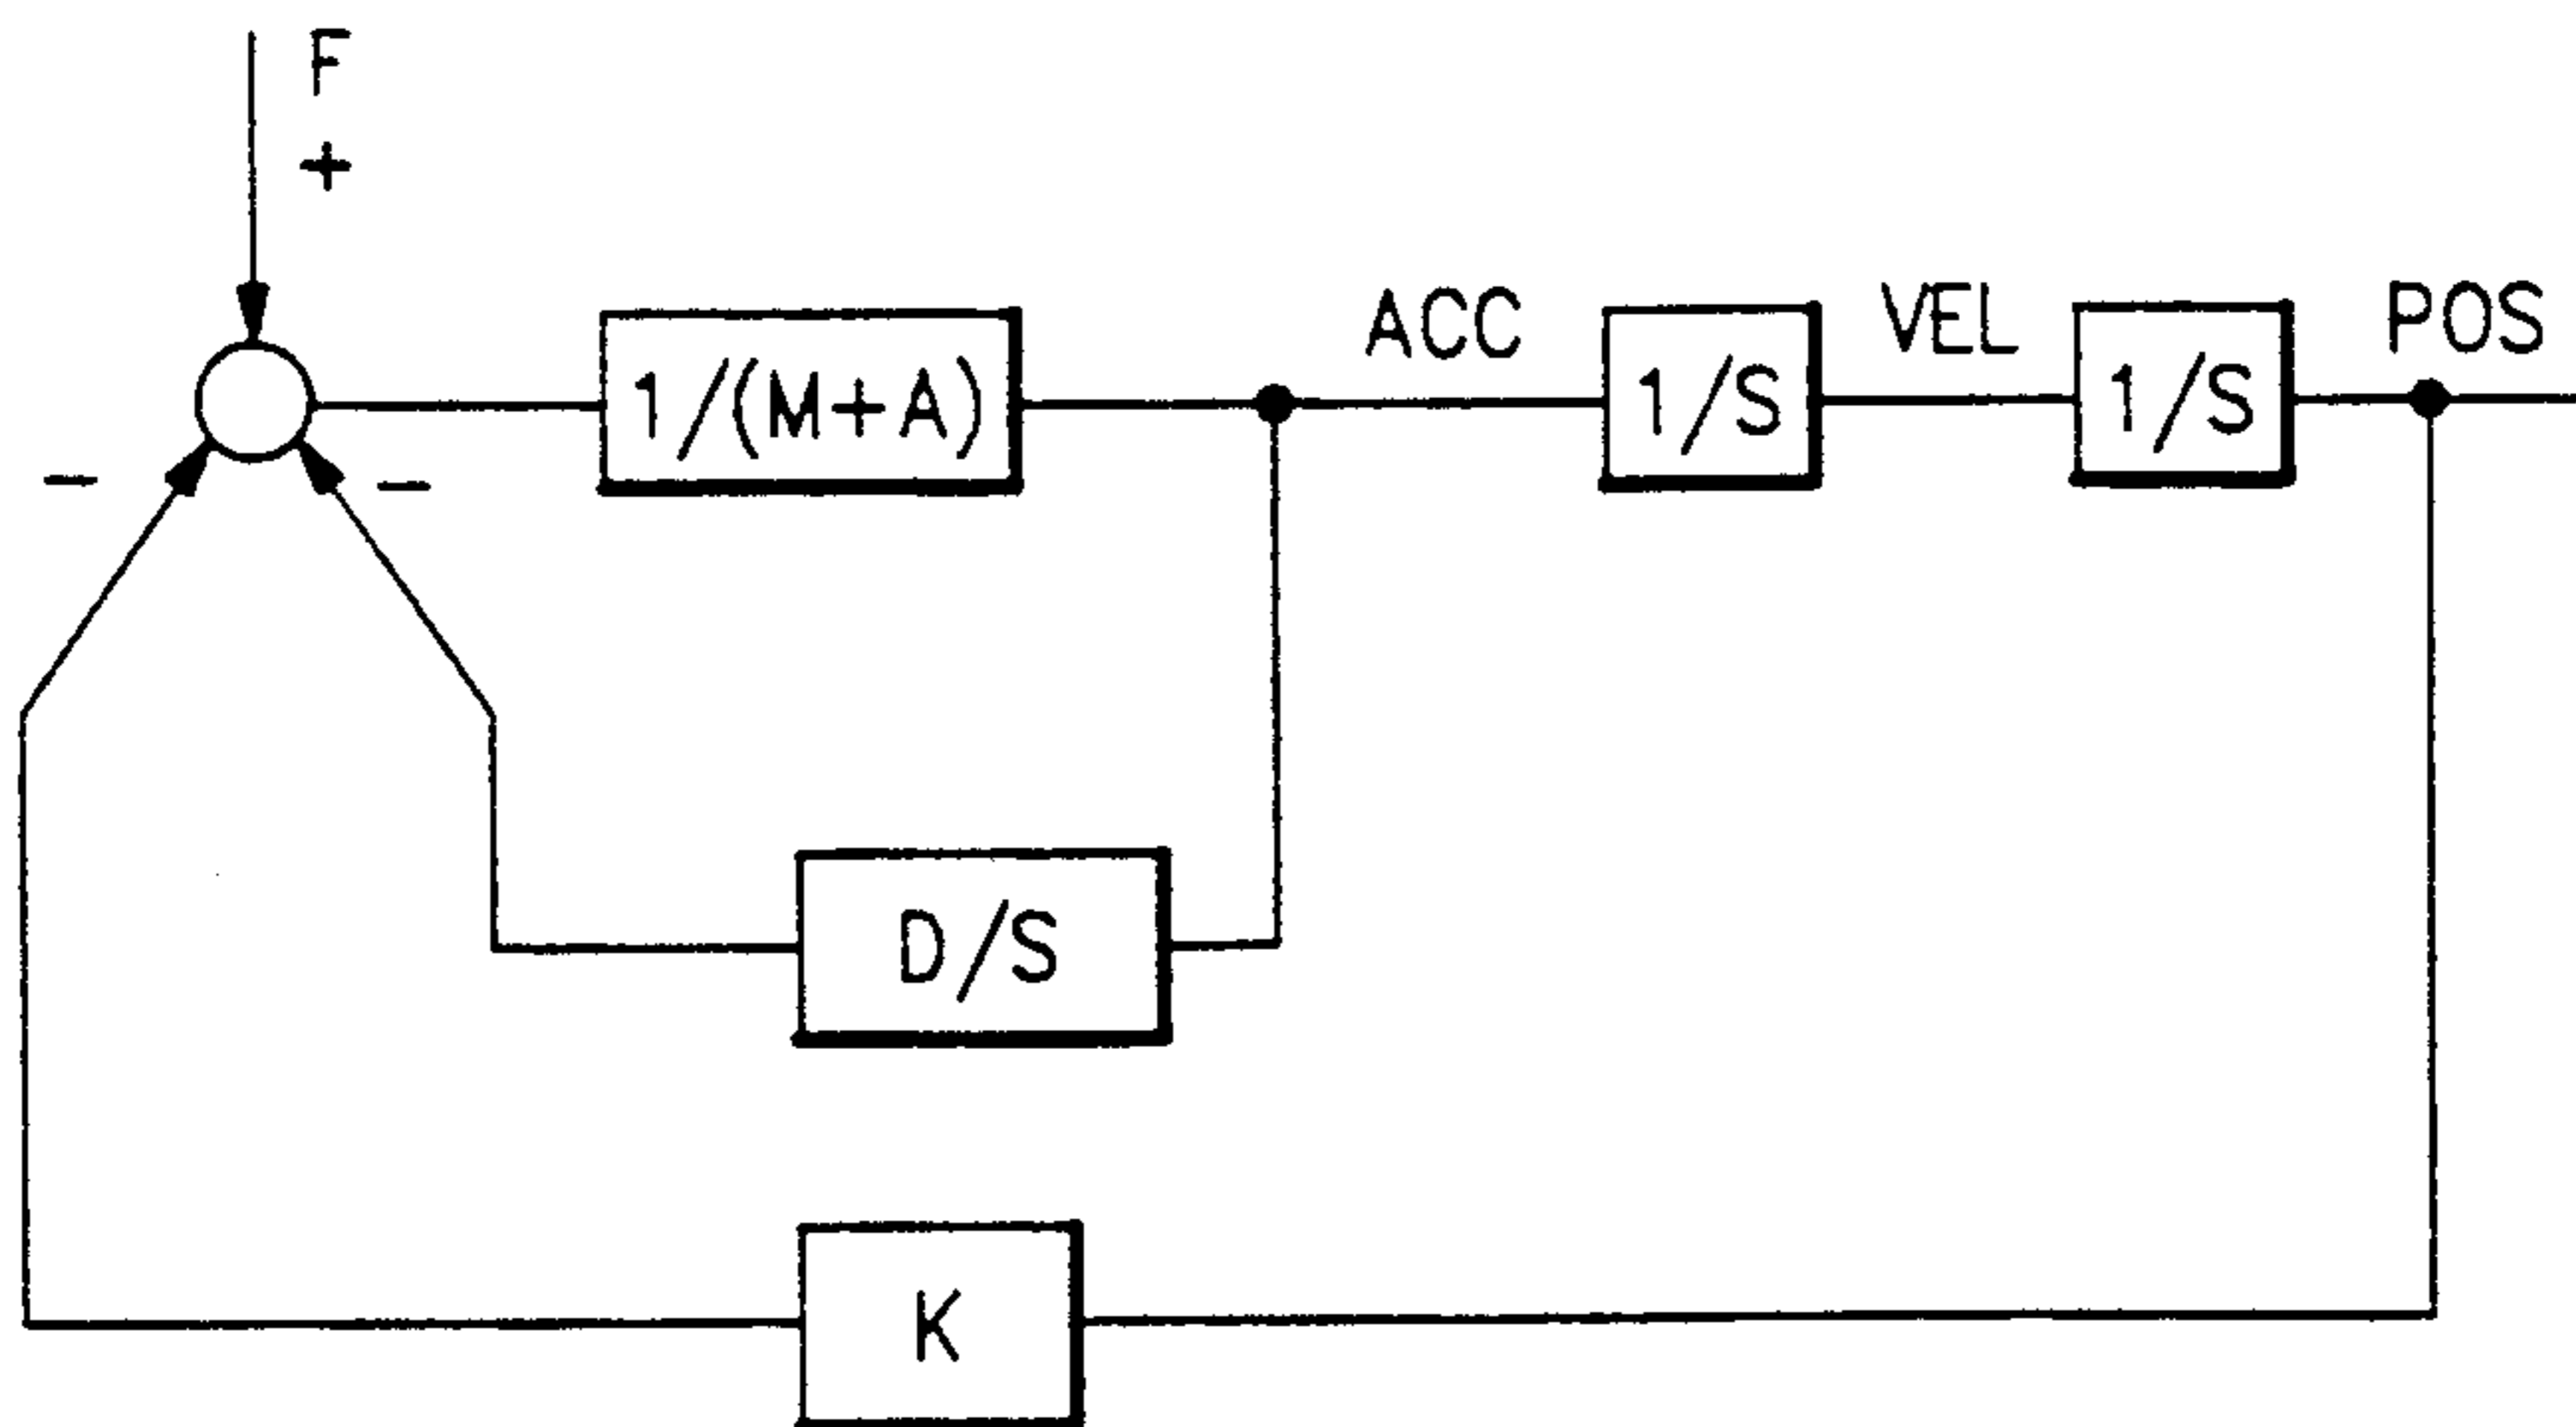 F
+
ACC
VEL
POS
1/(M+A)
1/S
1/S
-
-
D/S
K